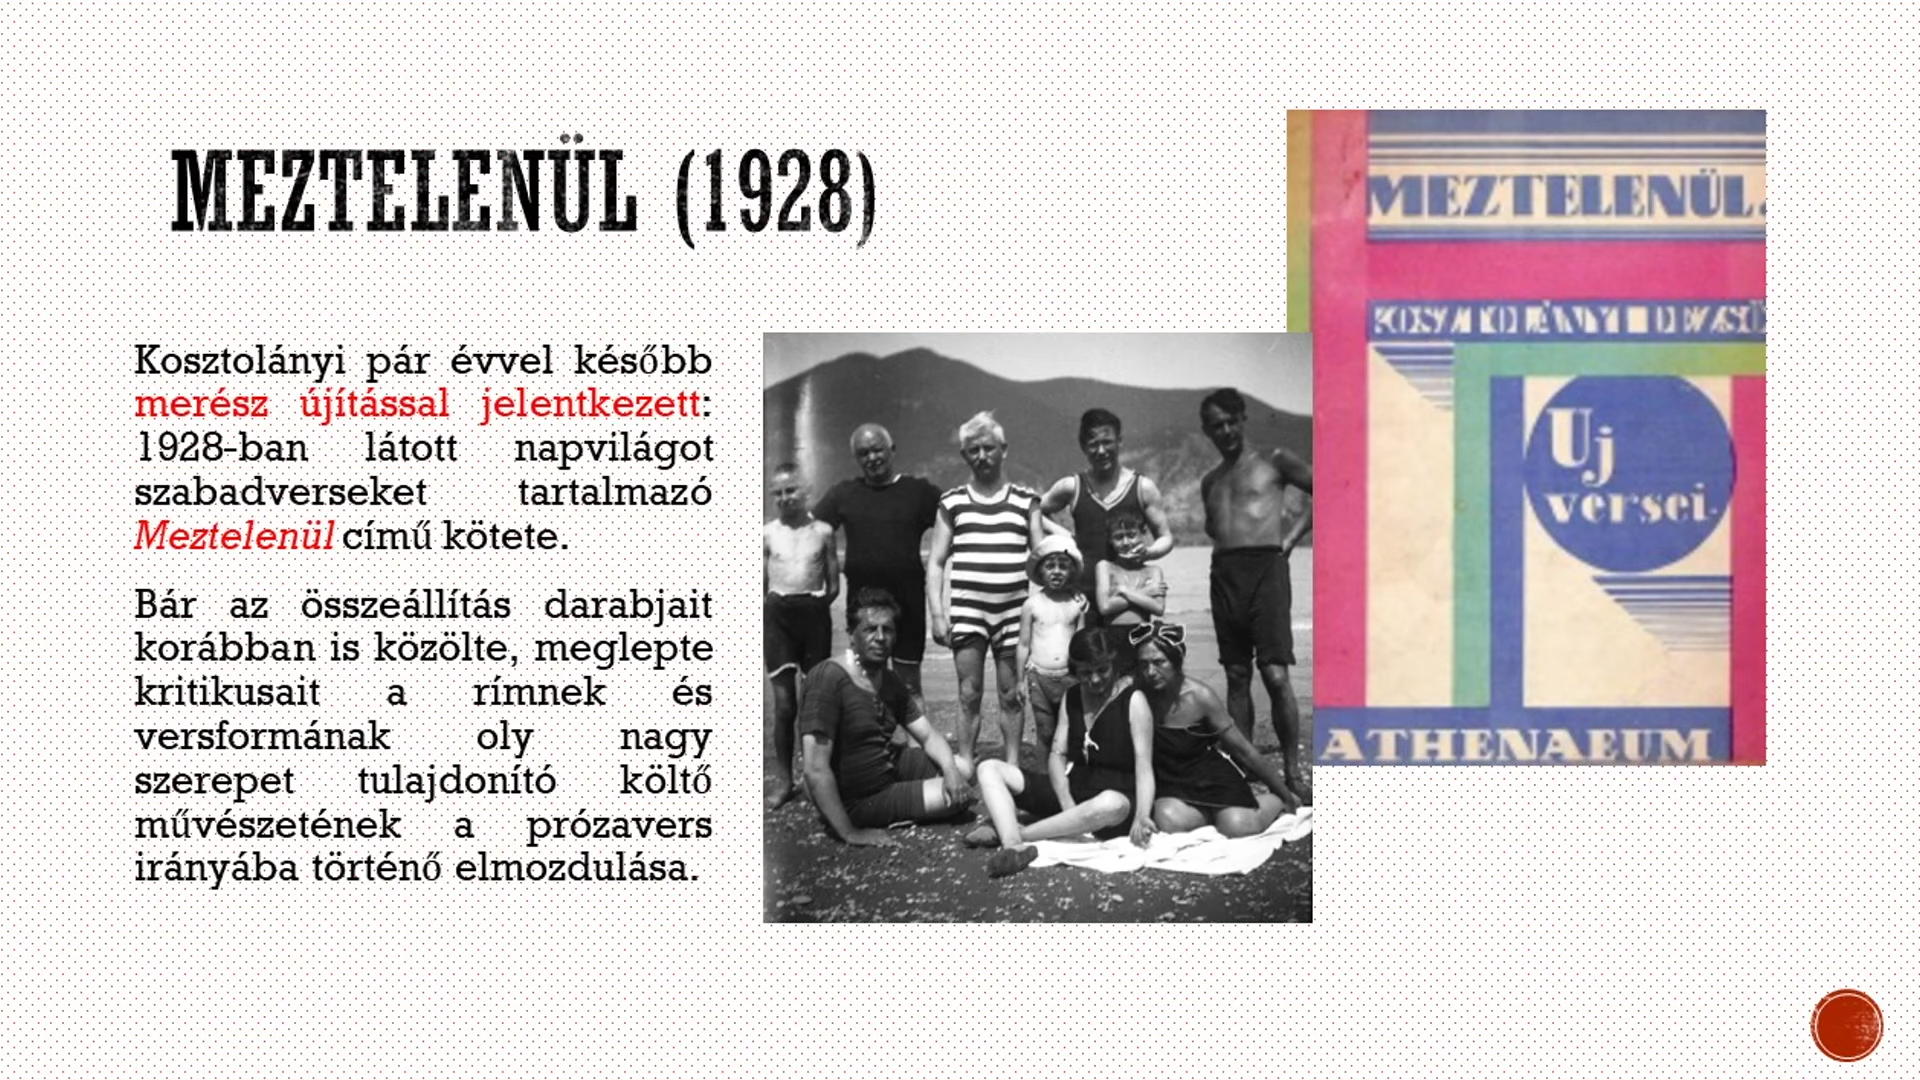 MEZTELENÜL (1928)
Kosztolányi pár évvel később
merész újítással jelentkezett:
1928-ban látott napvilágot
szabadverseket tartalmazó
Meztelenül című kötete.
Bár az összeállítás darabjait
korábban is közölte, meglepte
kritikusait a rímnek és
versformának oly nagy
szerepet tulajdonító költő
művészetének a prózavers
irányába történő elmozdulása.
MEZTELENÜL.
KOSZTOLÁNYI DEZSŐ
Uj
versei.
ATHENAEUM